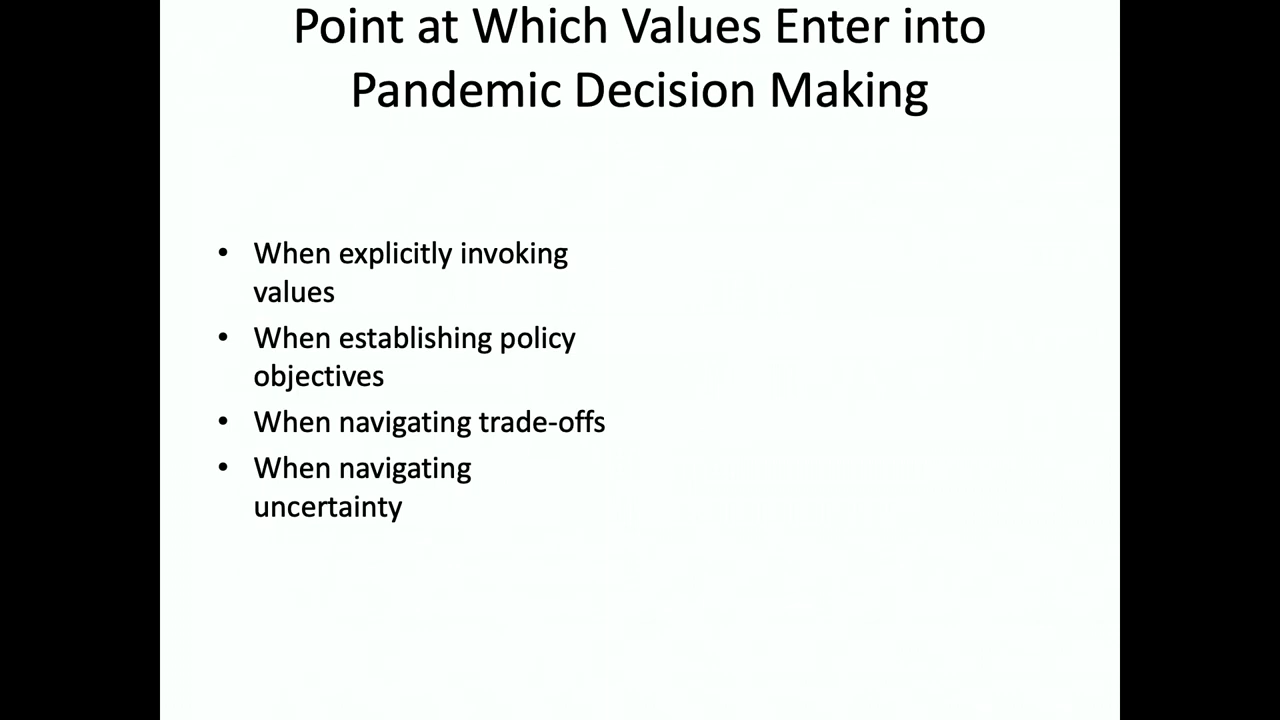 Point at Which Values Enter into
Pandemic Decision Making
• When explicitly invoking
values
• When establishing policy
objectives
• When navigating trade-offs
• When navigating
uncertainty